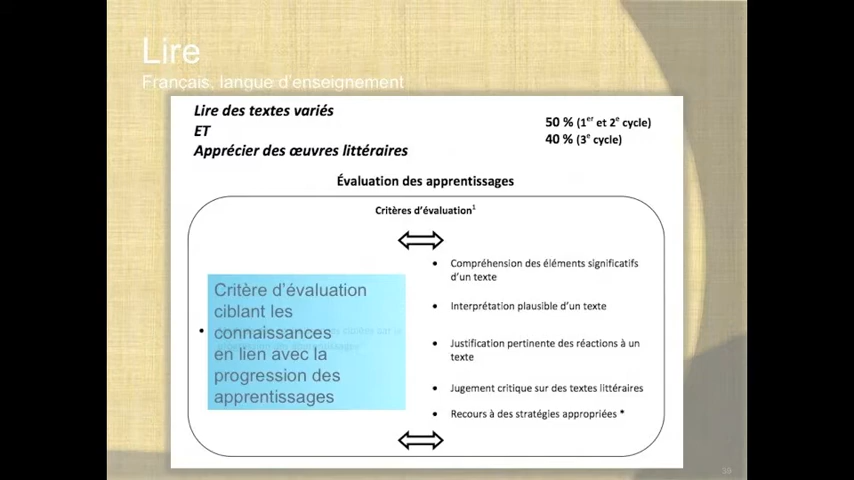 Lire
Français, langue d'enseignement
Lire des textes variés
ET
Apprécier des œuvres littéraires
50 % (1er et 2e cycle)
40 % (3e cycle)
Évaluation des apprentissages
Critères d'évaluation1
Critère d'évaluation
ciblant les
connaissances
en lien avec la
progression des
apprentissages
• Compréhension des éléments significatifs
d'un texte
• Interprétation plausible d'un texte
• Justification pertinente des réactions à un
texte
• Jugement critique sur des textes littéraires
• Recours à des stratégies appropriées *